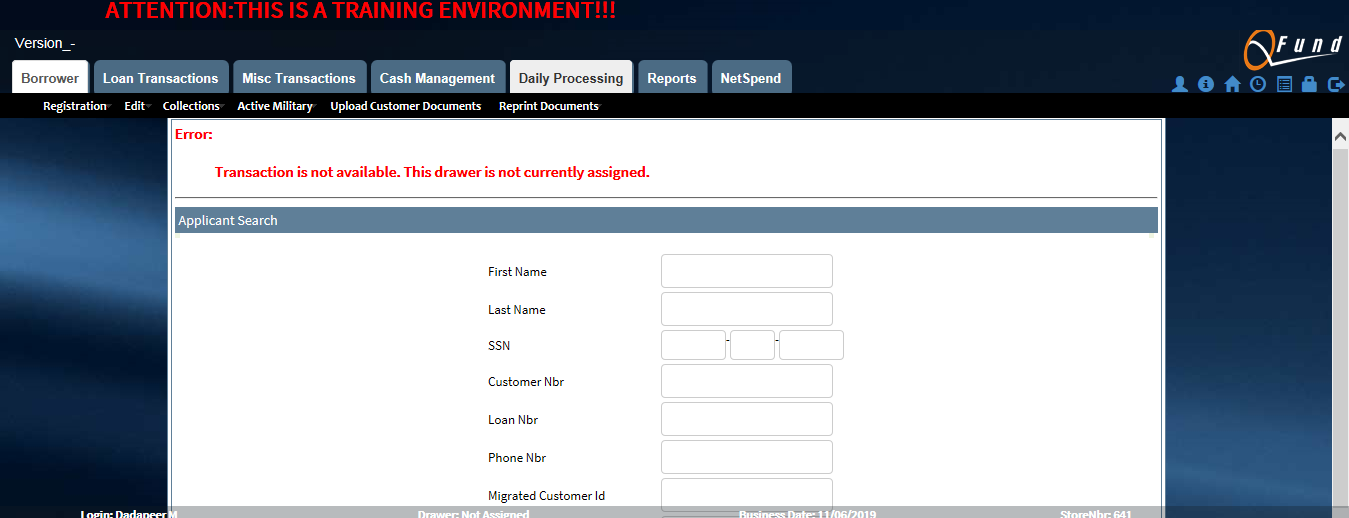 ATTENTION:THIS IS A TRAINING ENVIRONMENT!!!
Version_-
QFund
Borrower Loan Transactions Misc Transactions Cash Management Daily Processing Reports NetSpend
Registration Edit Collections Active Military Upload Customer Documents Reprint Documents
Error:
Transaction is not available. This drawer is not currently assigned.
Applicant Search
First Name
Last Name
SSN - -
Customer Nbr
Loan Nbr
Phone Nbr
Migrated Customer Id
Login: Dadapeer M Drawer: Not Assigned Business Date: 11/06/2019 StoreNbr: 641